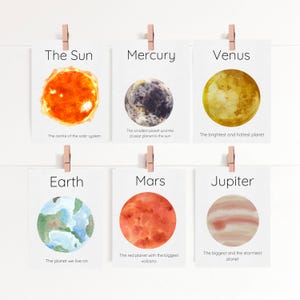 The Sun
The centre of the solar system
Mercury
The smallest planet and the
closest planet to the sun
Venus
The brightest and hottest planet
Earth
The planet we live on
Mars
The red planet with the biggest
volcano
Jupiter
The biggest and the stormiest
planet